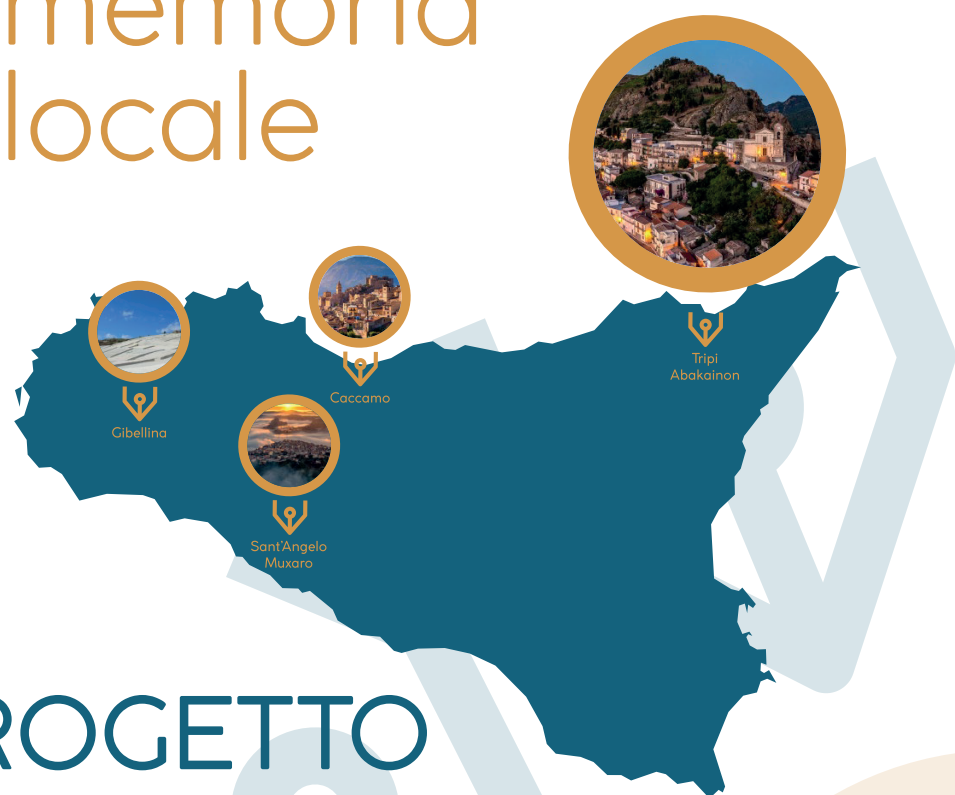 memoria
locale
Tripi
Abakainon
Caccamo
Gibellina
Sant'Angelo
Muxaro
ROGETTO